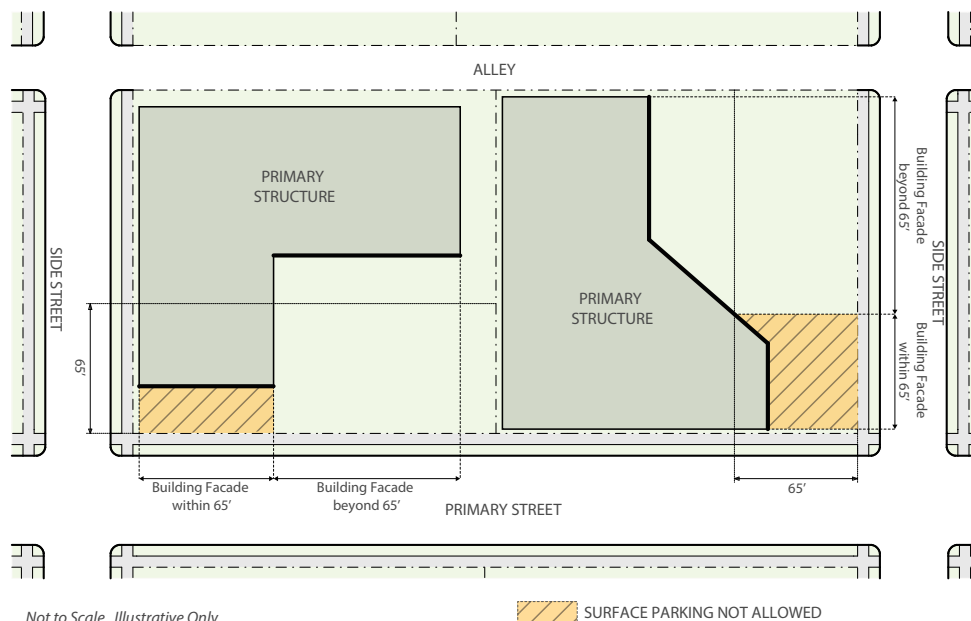 ALLEY
PRIMARY
STRUCTURE
Building Facade
beyond 65’
SIDE STREET
SIDE STREET
PRIMARY
STRUCTURE
65’
Building Facade
within 65’
Building Facade
within 65’
Building Facade
beyond 65’
65’
PRIMARY STREET
Not to Scale. Illustrative Only.
SURFACE PARKING NOT ALLOWED